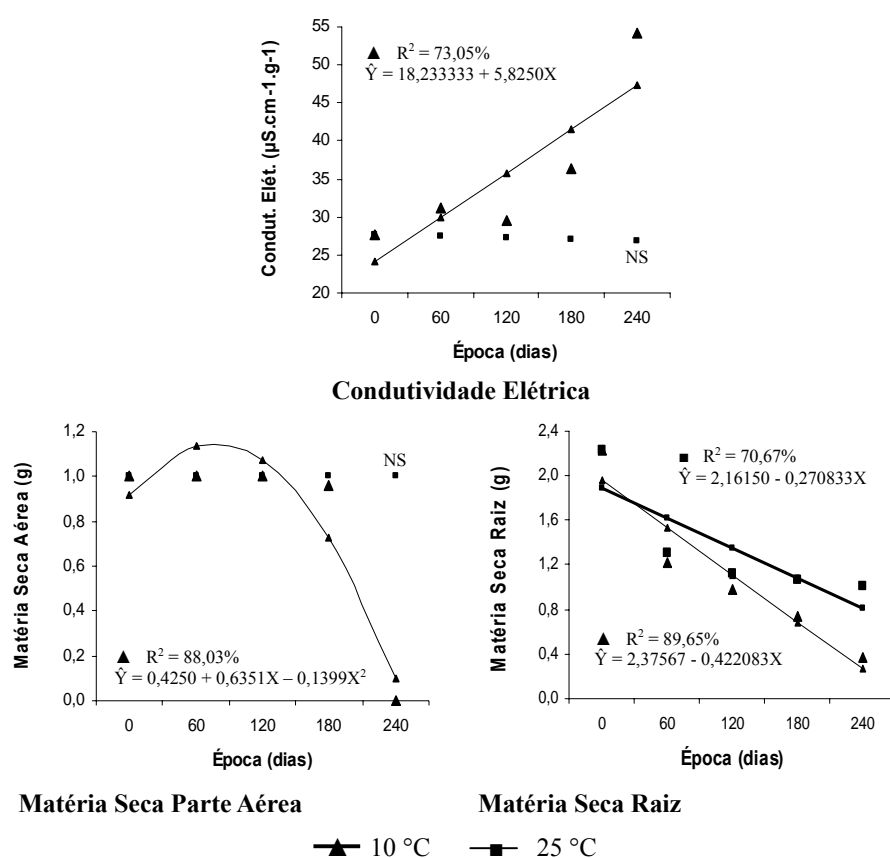 55
50
45
40
35
30
25
20
Condut. Elét. (µS.cm-1.g-1)
▲ R² = 73,05%
Ŷ = 18,233333 + 5,8250X
NS
0 60 120 180 240
Época (dias)
Condutividade Elétrica
1,2
1,0
0,8
0,6
0,4
0,2
0,0
Matéria Seca Aérea (g)
NS
▲ R² = 88,03%
Ŷ = 0,4250 + 0,6351X – 0,1399X²
0 60 120 180 240
Época (dias)
Matéria Seca Parte Aérea
2,4
2,0
1,6
1,2
0,8
0,4
0,0
Matéria Seca Raiz (g)
■ R² = 70,67%
Ŷ = 2,16150 - 0,270833X
▲ R² = 89,65%
Ŷ = 2,37567 - 0,422083X
0 60 120 180 240
Época (dias)
Matéria Seca Raiz
▲ 10 °C ■ 25 °C